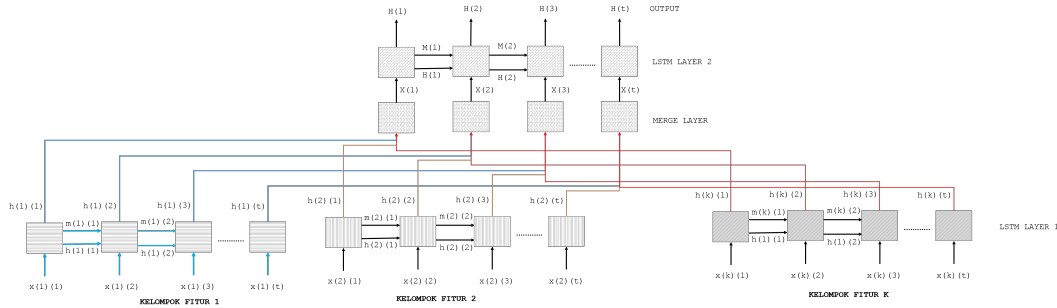 H(1) H(2) H(3) H(t) OUTPUT
M(1) M(2)
LSTM LAYER 2
H(1) H(2)
X(1) X(2) X(3) X(t)
MERGE LAYER
h(1)(1) h(1)(2) h(1)(3) h(1)(t) h(2)(1) h(2)(2) h(2)(3) h(2)(t) h(k)(1) h(k)(2) h(k)(3) h(k)(t)
m(1)(1) m(1)(2) m(2)(1) m(2)(2) m(k)(1) m(k)(2)
LSTM LAYER 1
h(1)(1) h(1)(2) h(2)(1) h(2)(2) h(1)(1) h(1)(2)
x(1)(1) x(1)(2) x(1)(3) x(1)(t) x(2)(1) x(2)(2) x(2)(3) x(2)(t) x(k)(1) x(k)(2) x(k)(3) x(k)(t)
KELOMPOK FITUR 1 KELOMPOK FITUR 2 KELOMPOK FITUR K